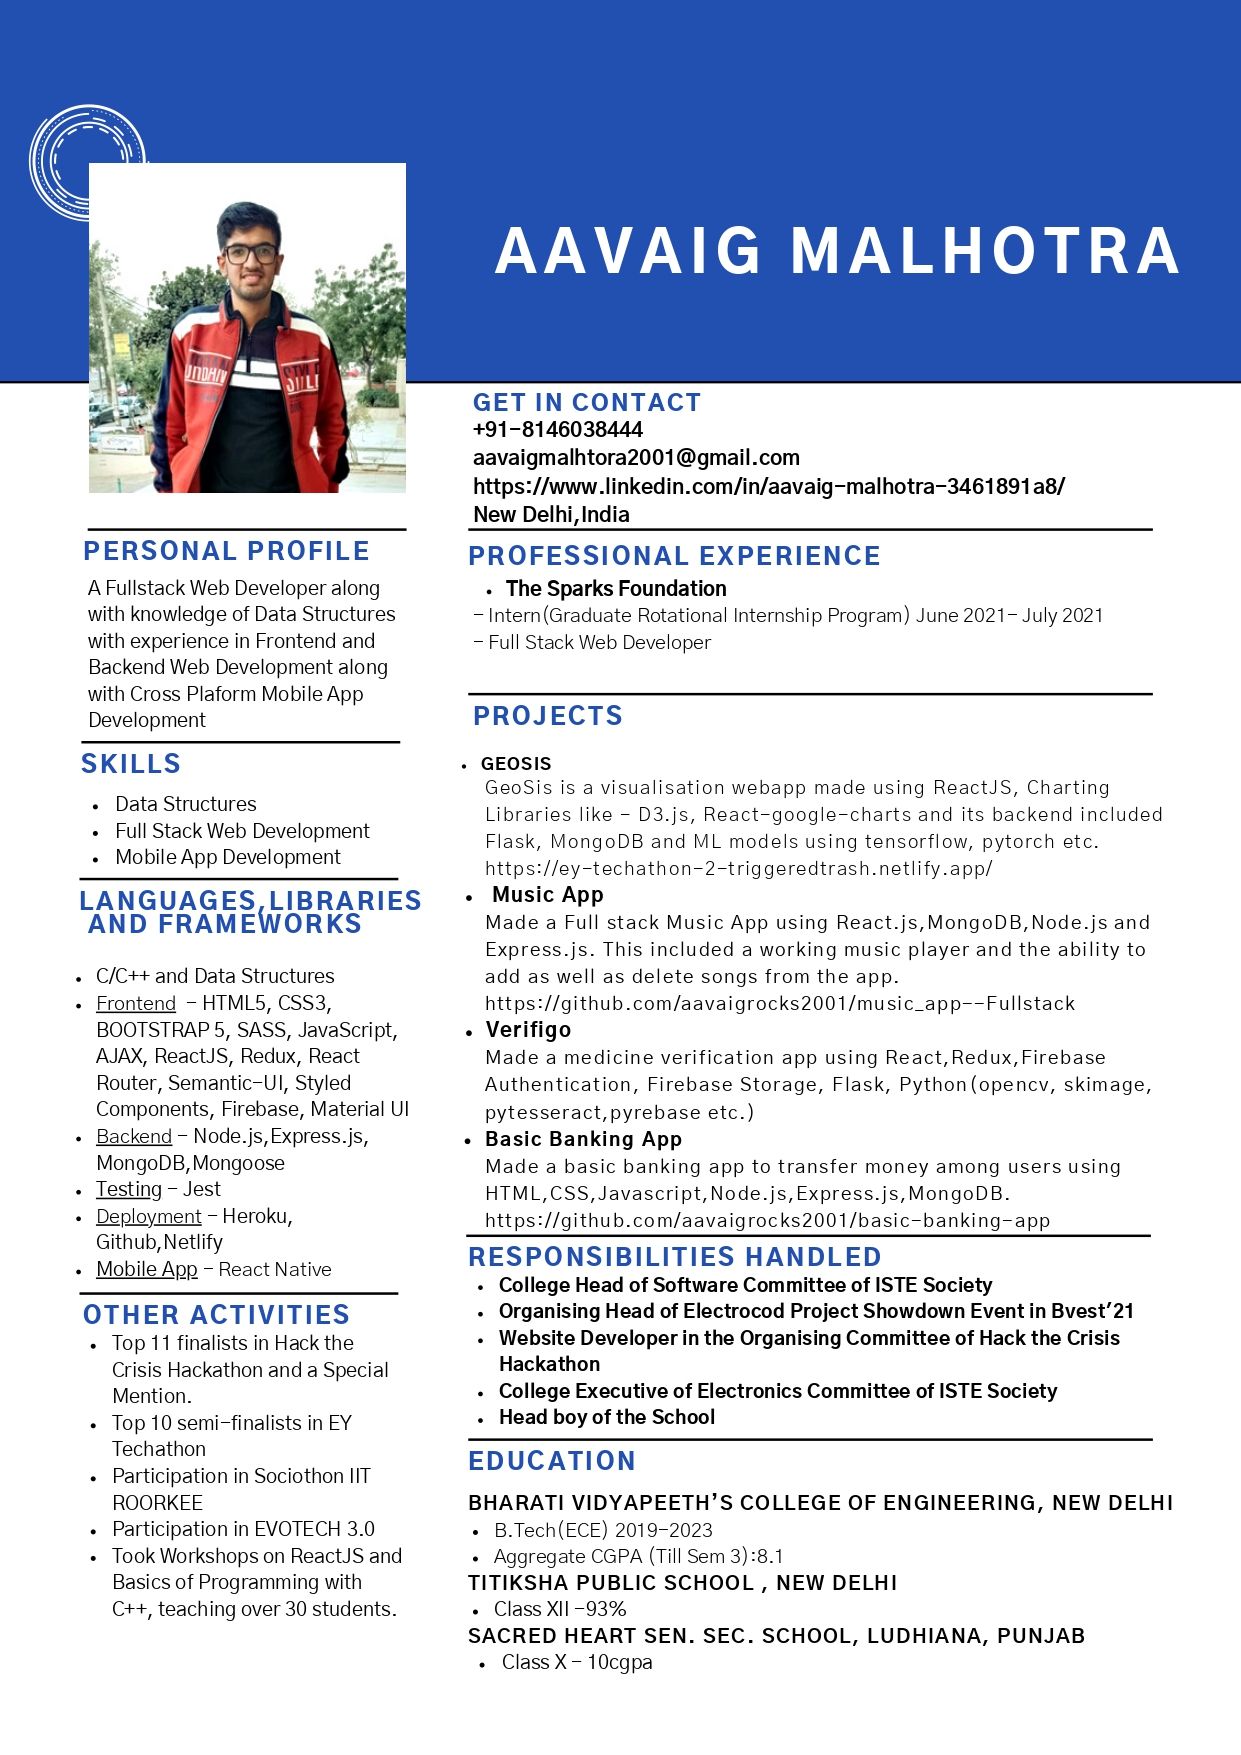 AAVAIG MALHOTRA
GET IN CONTACT
+91-8146038444
aavaigmalhtora2001@gmail.com
https://www.linkedin.com/in/aavaig-malhotra-3461891a8/
New Delhi,India
PERSONAL PROFILE
A Fullstack Web Developer along
with knowledge of Data Structures
with experience in Frontend and
Backend Web Development along
with Cross Plaform Mobile App
Development
SKILLS
• Data Structures
• Full Stack Web Development
• Mobile App Development
LANGUAGES,LIBRARIES
AND FRAMEWORKS
• C/C++ and Data Structures
• Frontend - HTML5, CSS3,
BOOTSTRAP 5, SASS, JavaScript,
AJAX, ReactJS, Redux, React
Router, Semantic-UI, Styled
Components, Firebase, Material UI
• Backend - Node.js,Express.js,
MongoDB,Mongoose
• Testing - Jest
• Deployment - Heroku,
Github,Netlify
• Mobile App - React Native
OTHER ACTIVITIES
• Top 11 finalists in Hack the
Crisis Hackathon and a Special
Mention.
• Top 10 semi-finalists in EY
Techathon
• Participation in Sociothon IIT
ROORKEE
• Participation in EVOTECH 3.0
• Took Workshops on ReactJS and
Basics of Programming with
C++, teaching over 30 students.
PROFESSIONAL EXPERIENCE
• The Sparks Foundation
- Intern(Graduate Rotational Internship Program) June 2021- July 2021
- Full Stack Web Developer
PROJECTS
• GEOSIS
GeoSis is a visualisation webapp made using ReactJS, Charting
Libraries like - D3.js, React-google-charts and its backend included
Flask, MongoDB and ML models using tensorflow, pytorch etc.
https://ey-techathon-2-triggeredtrash.netlify.app/
• Music App
Made a Full stack Music App using React.js,MongoDB,Node.js and
Express.js. This included a working music player and the ability to
add as well as delete songs from the app.
https://github.com/aavaigrocks2001/music_app--Fullstack
• Verifigo
Made a medicine verification app using React,Redux,Firebase
Authentication, Firebase Storage, Flask, Python(opencv, skimage,
pytesseract,pyrebase etc.)
• Basic Banking App
Made a basic banking app to transfer money among users using
HTML,CSS,Javascript,Node.js,Express.js,MongoDB.
https://github.com/aavaigrocks2001/basic-banking-app
RESPONSIBILITIES HANDLED
• College Head of Software Committee of ISTE Society
• Organising Head of Electrocod Project Showdown Event in Bvest'21
• Website Developer in the Organising Committee of Hack the Crisis
Hackathon
• College Executive of Electronics Committee of ISTE Society
• Head boy of the School
EDUCATION
BHARATI VIDYAPEETH'S COLLEGE OF ENGINEERING, NEW DELHI
• B.Tech(ECE) 2019-2023
• Aggregate CGPA (Till Sem 3):8.1
TITIKSHA PUBLIC SCHOOL , NEW DELHI
• Class XII -93%
SACRED HEART SEN. SEC. SCHOOL, LUDHIANA, PUNJAB
• Class X - 10cgpa